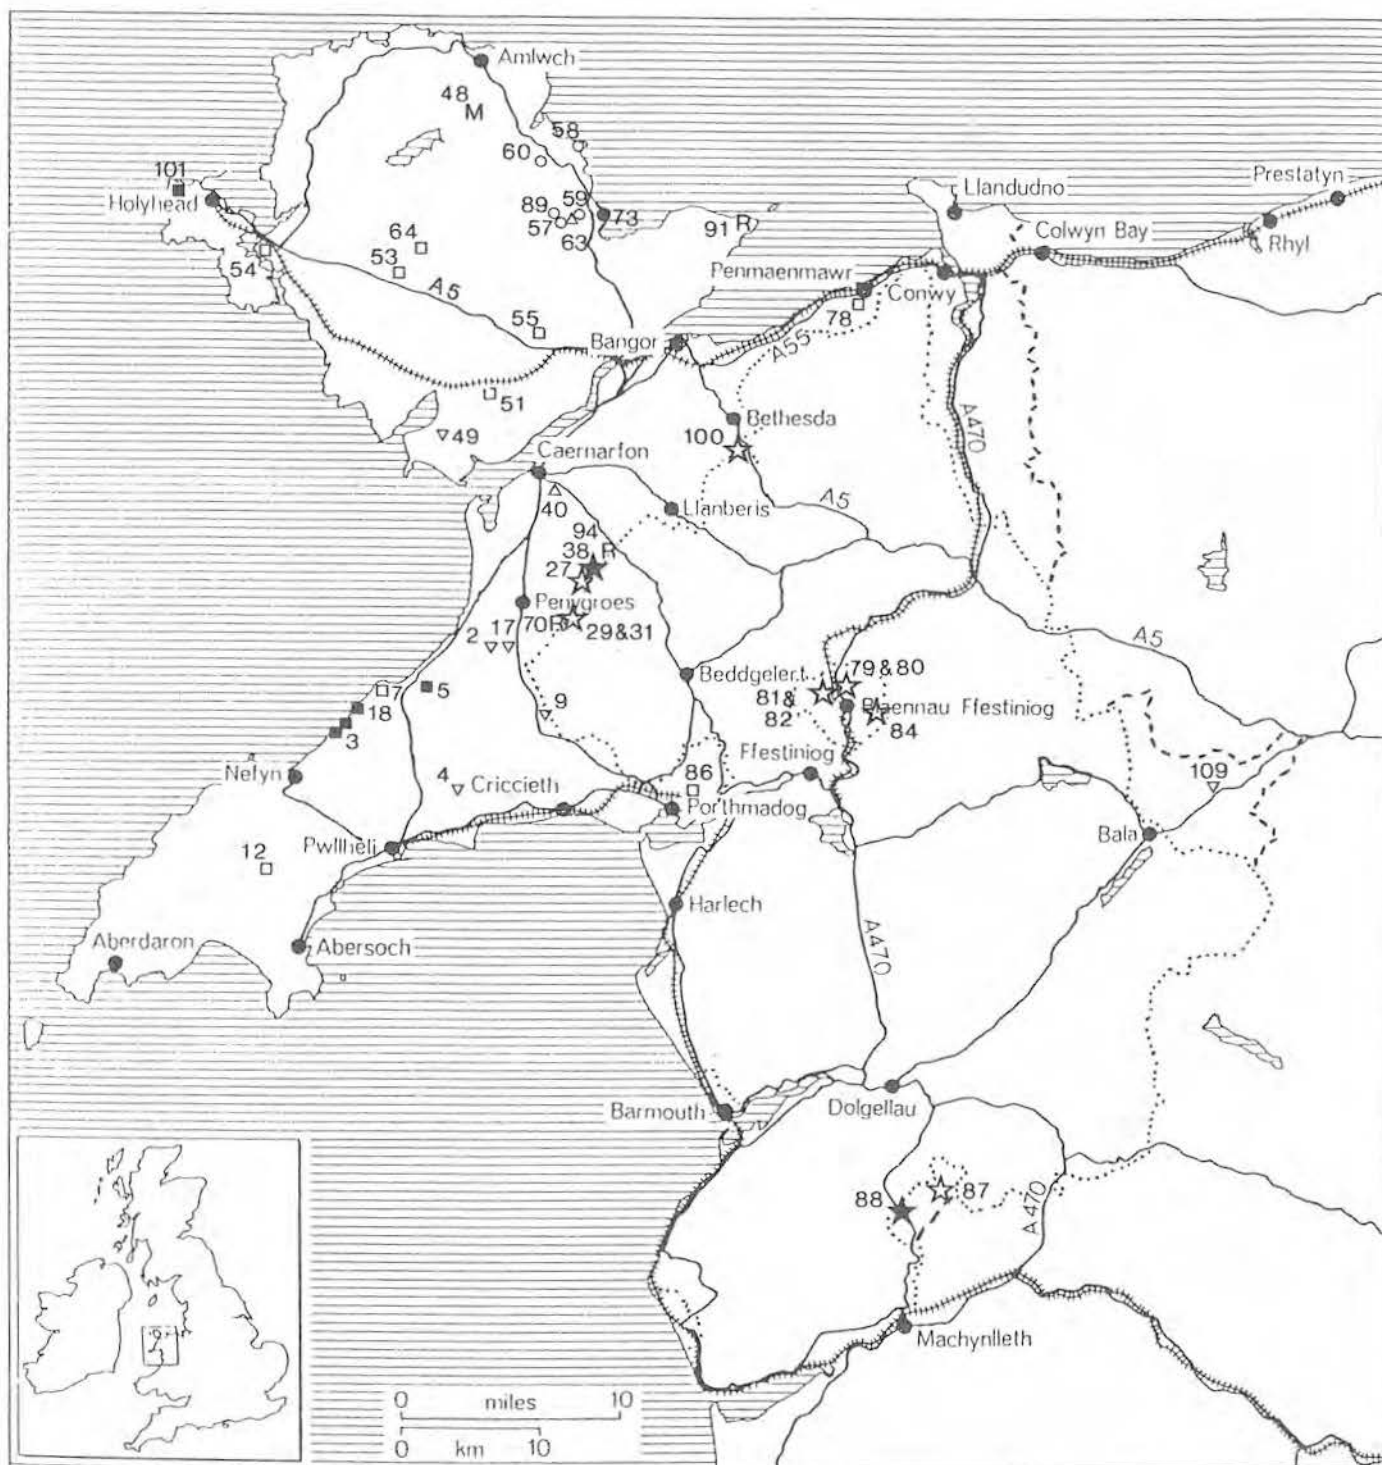 Amlwch
48
M
58
60
101
Holyhead
Llandudno
Prestatyn
89
59
57
63
73
91 R
Colwyn Bay
Rhyl
64
53
54
A5
Penmaenmawr
Conwy
78
55
Bangor
A55
51
49
Bethesda
100
A470
Caernarfon
40
Llanberis
A5
94
38 R
27
Penygroes
70R
29&31
2
17
A5
Beddgelert
79&80
81&
82
Blaennau Ffestiniog
84
7
5
18
3
9
Ffestiniog
Nefyn
4
Criccieth
86
Porthmadog
109
Bala
Pwllheli
12
Harlech
Aberdaron
Abersoch
A470
Barmouth
Dolgellau
88
87
A470
Machynlleth
0 miles 10
0 km 10